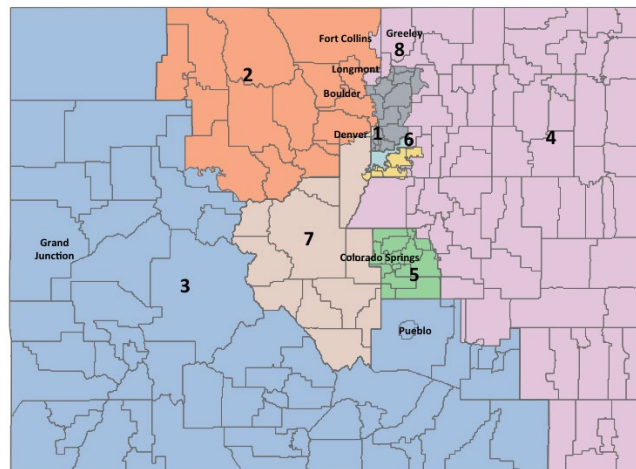 Fort Collins
Greeley
8
2
Longmont
Boulder
Denver
1
6
4
7
Grand
Junction
Colorado Springs
3
5
Pueblo